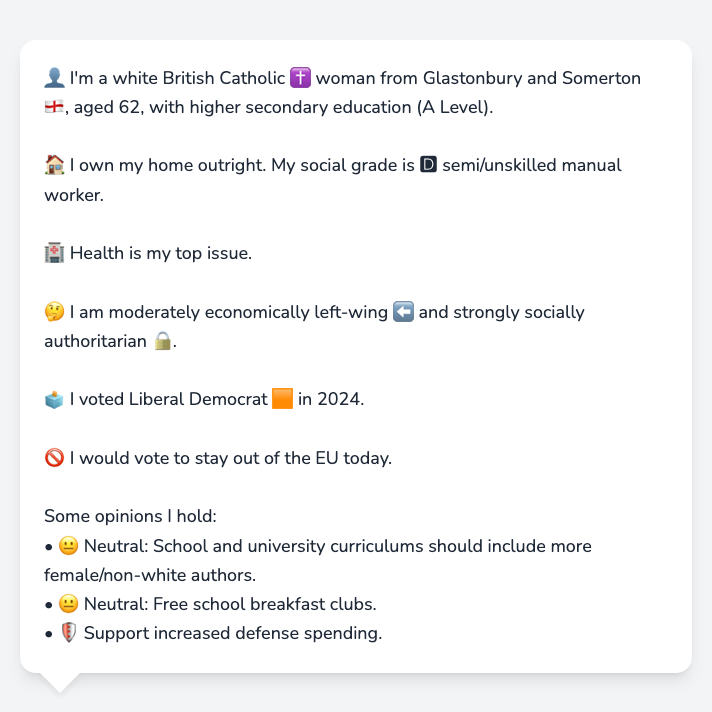 👤 I'm a white British Catholic ✝️ woman from Glastonbury and Somerton
🏴󠁧󠁢󠁥󠁮󠁧󠁿, aged 62, with higher secondary education (A Level).
🏠 I own my home outright. My social grade is 🅳 semi/unskilled manual
worker.
🏥 Health is my top issue.
🤔 I am moderately economically left-wing ⬅️ and strongly socially
authoritarian 🔒.
🗳️ I voted Liberal Democrat 🟧 in 2024.
🚫 I would vote to stay out of the EU today.
Some opinions I hold:
• 😐 Neutral: School and university curriculums should include more
female/non-white authors.
• 😐 Neutral: Free school breakfast clubs.
• 🛡️ Support increased defense spending.